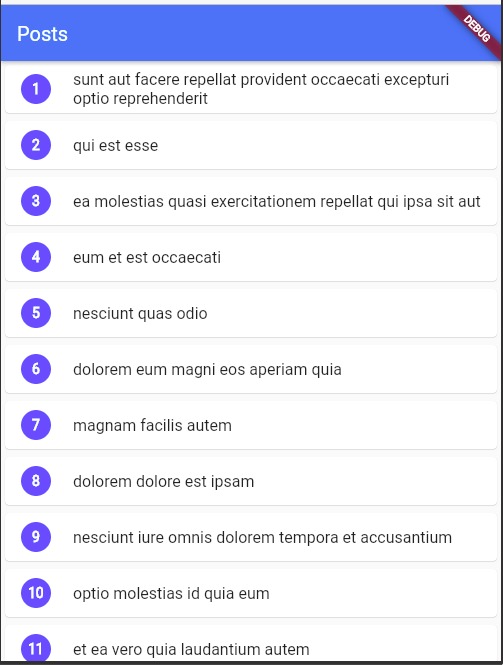 Posts
DEBUG
1 sunt aut facere repellat provident occaecati excepturi
optio reprehenderit
2 qui est esse
3 ea molestias quasi exercitationem repellat qui ipsa sit aut
4 eum et est occaecati
5 nesciunt quas odio
6 dolorem eum magni eos aperiam quia
7 magnam facilis autem
8 dolorem dolore est ipsam
9 nesciunt iure omnis dolorem tempora et accusantium
10 optio molestias id quia eum
11 et ea vero quia laudantium autem